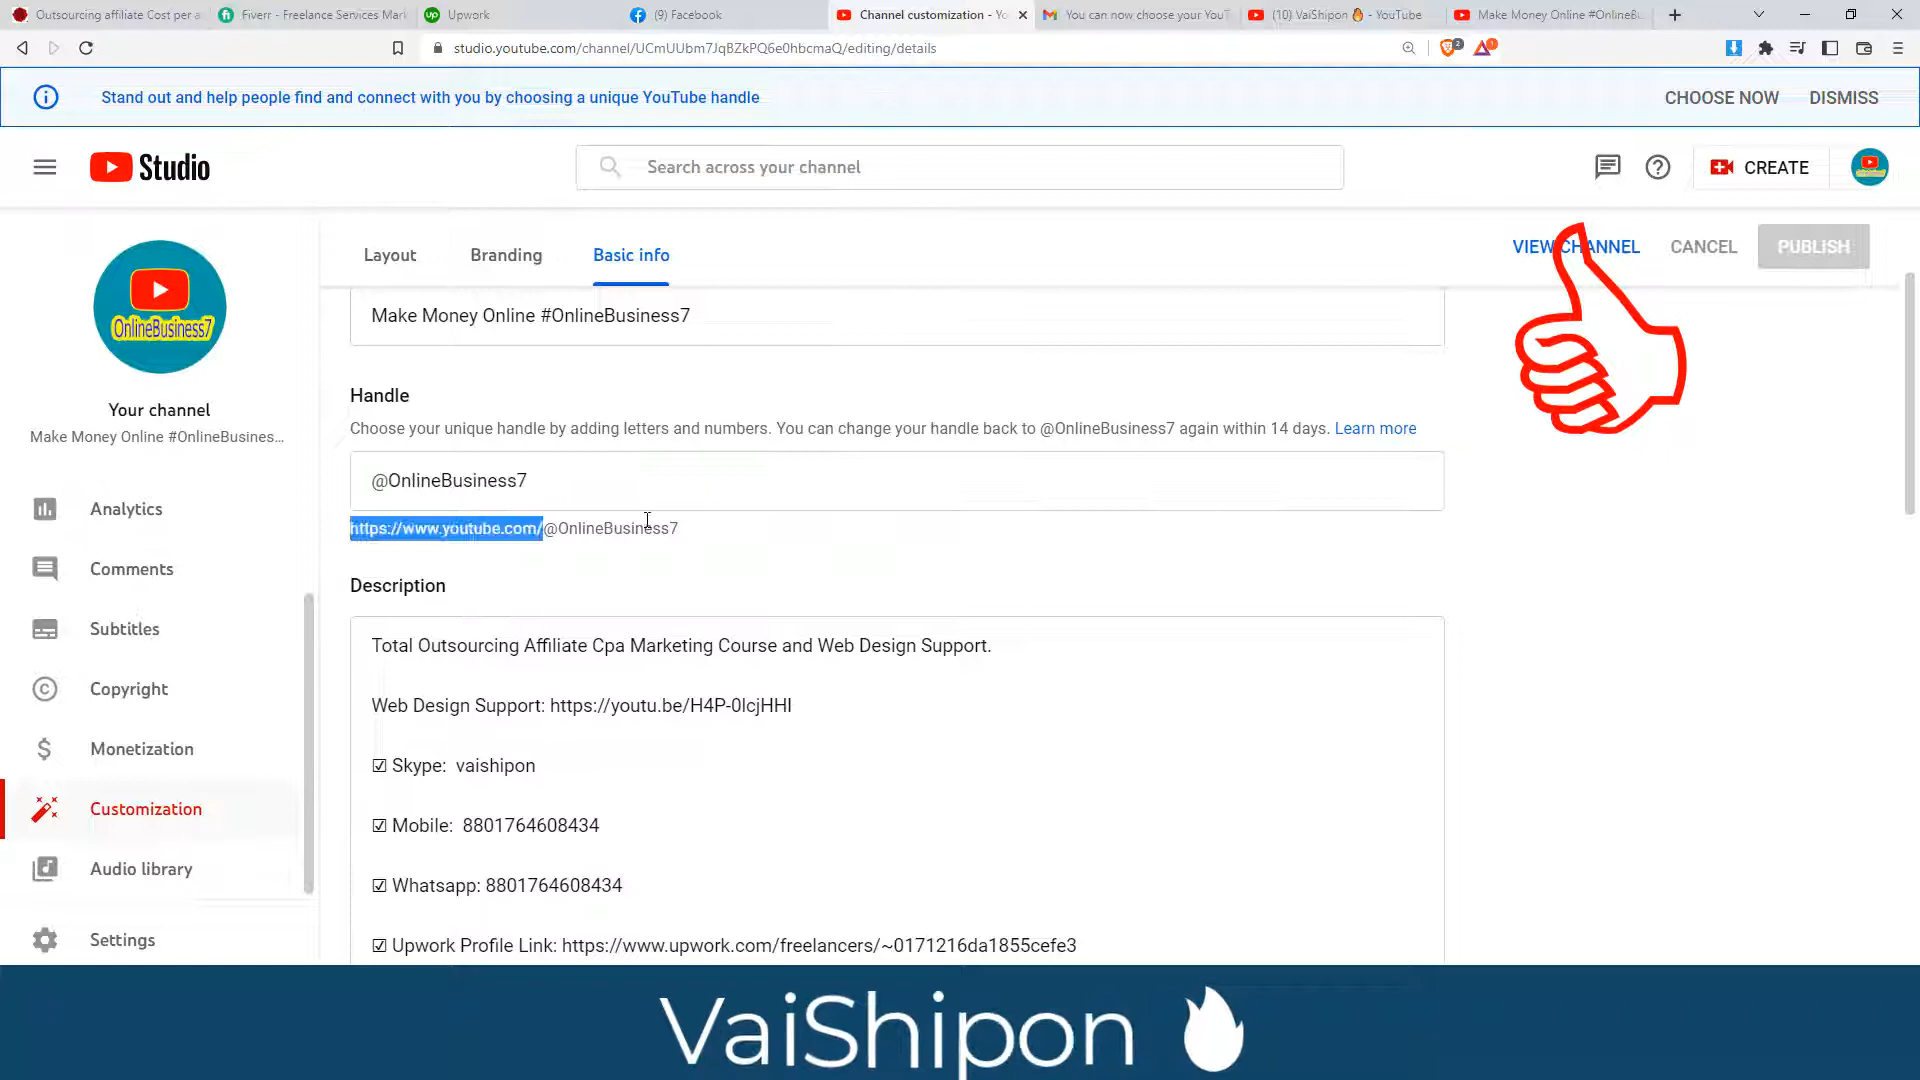 Outsourcing affiliate Cost per a
Fiverr - Freelance Services Mark
Upwork
(9) Facebook
Channel customization - Yo
You can now choose your YouT
(10) VaiShipon 🔥 - YouTube
Make Money Online #OnlineBu
studio.youtube.com/channel/UCmUUbm7JqBZkPQ6e0hbcmaQ/editing/details
Stand out and help people find and connect with you by choosing a unique YouTube handle
CHOOSE NOW
DISMISS
Studio
Search across your channel
CREATE
Layout
Branding
Basic info
VIEW CHANNEL
CANCEL
PUBLISH
OnlineBusiness7
Your channel
Make Money Online #OnlineBusines...
Analytics
Comments
Subtitles
Copyright
Monetization
Customization
Audio library
Settings
Make Money Online #OnlineBusiness7
Handle
Choose your unique handle by adding letters and numbers. You can change your handle back to @OnlineBusiness7 again within 14 days. Learn more
@OnlineBusiness7
https://www.youtube.com/@OnlineBusiness7
Description
Total Outsourcing Affiliate Cpa Marketing Course and Web Design Support.
Web Design Support: https://youtu.be/H4P-0lcjHHI
☑ Skype:  vaishipon
☑ Mobile:  8801764608434
☑ Whatsapp: 8801764608434
☑ Upwork Profile Link: https://www.upwork.com/freelancers/~0171216da1855cefe3
VaiShipon